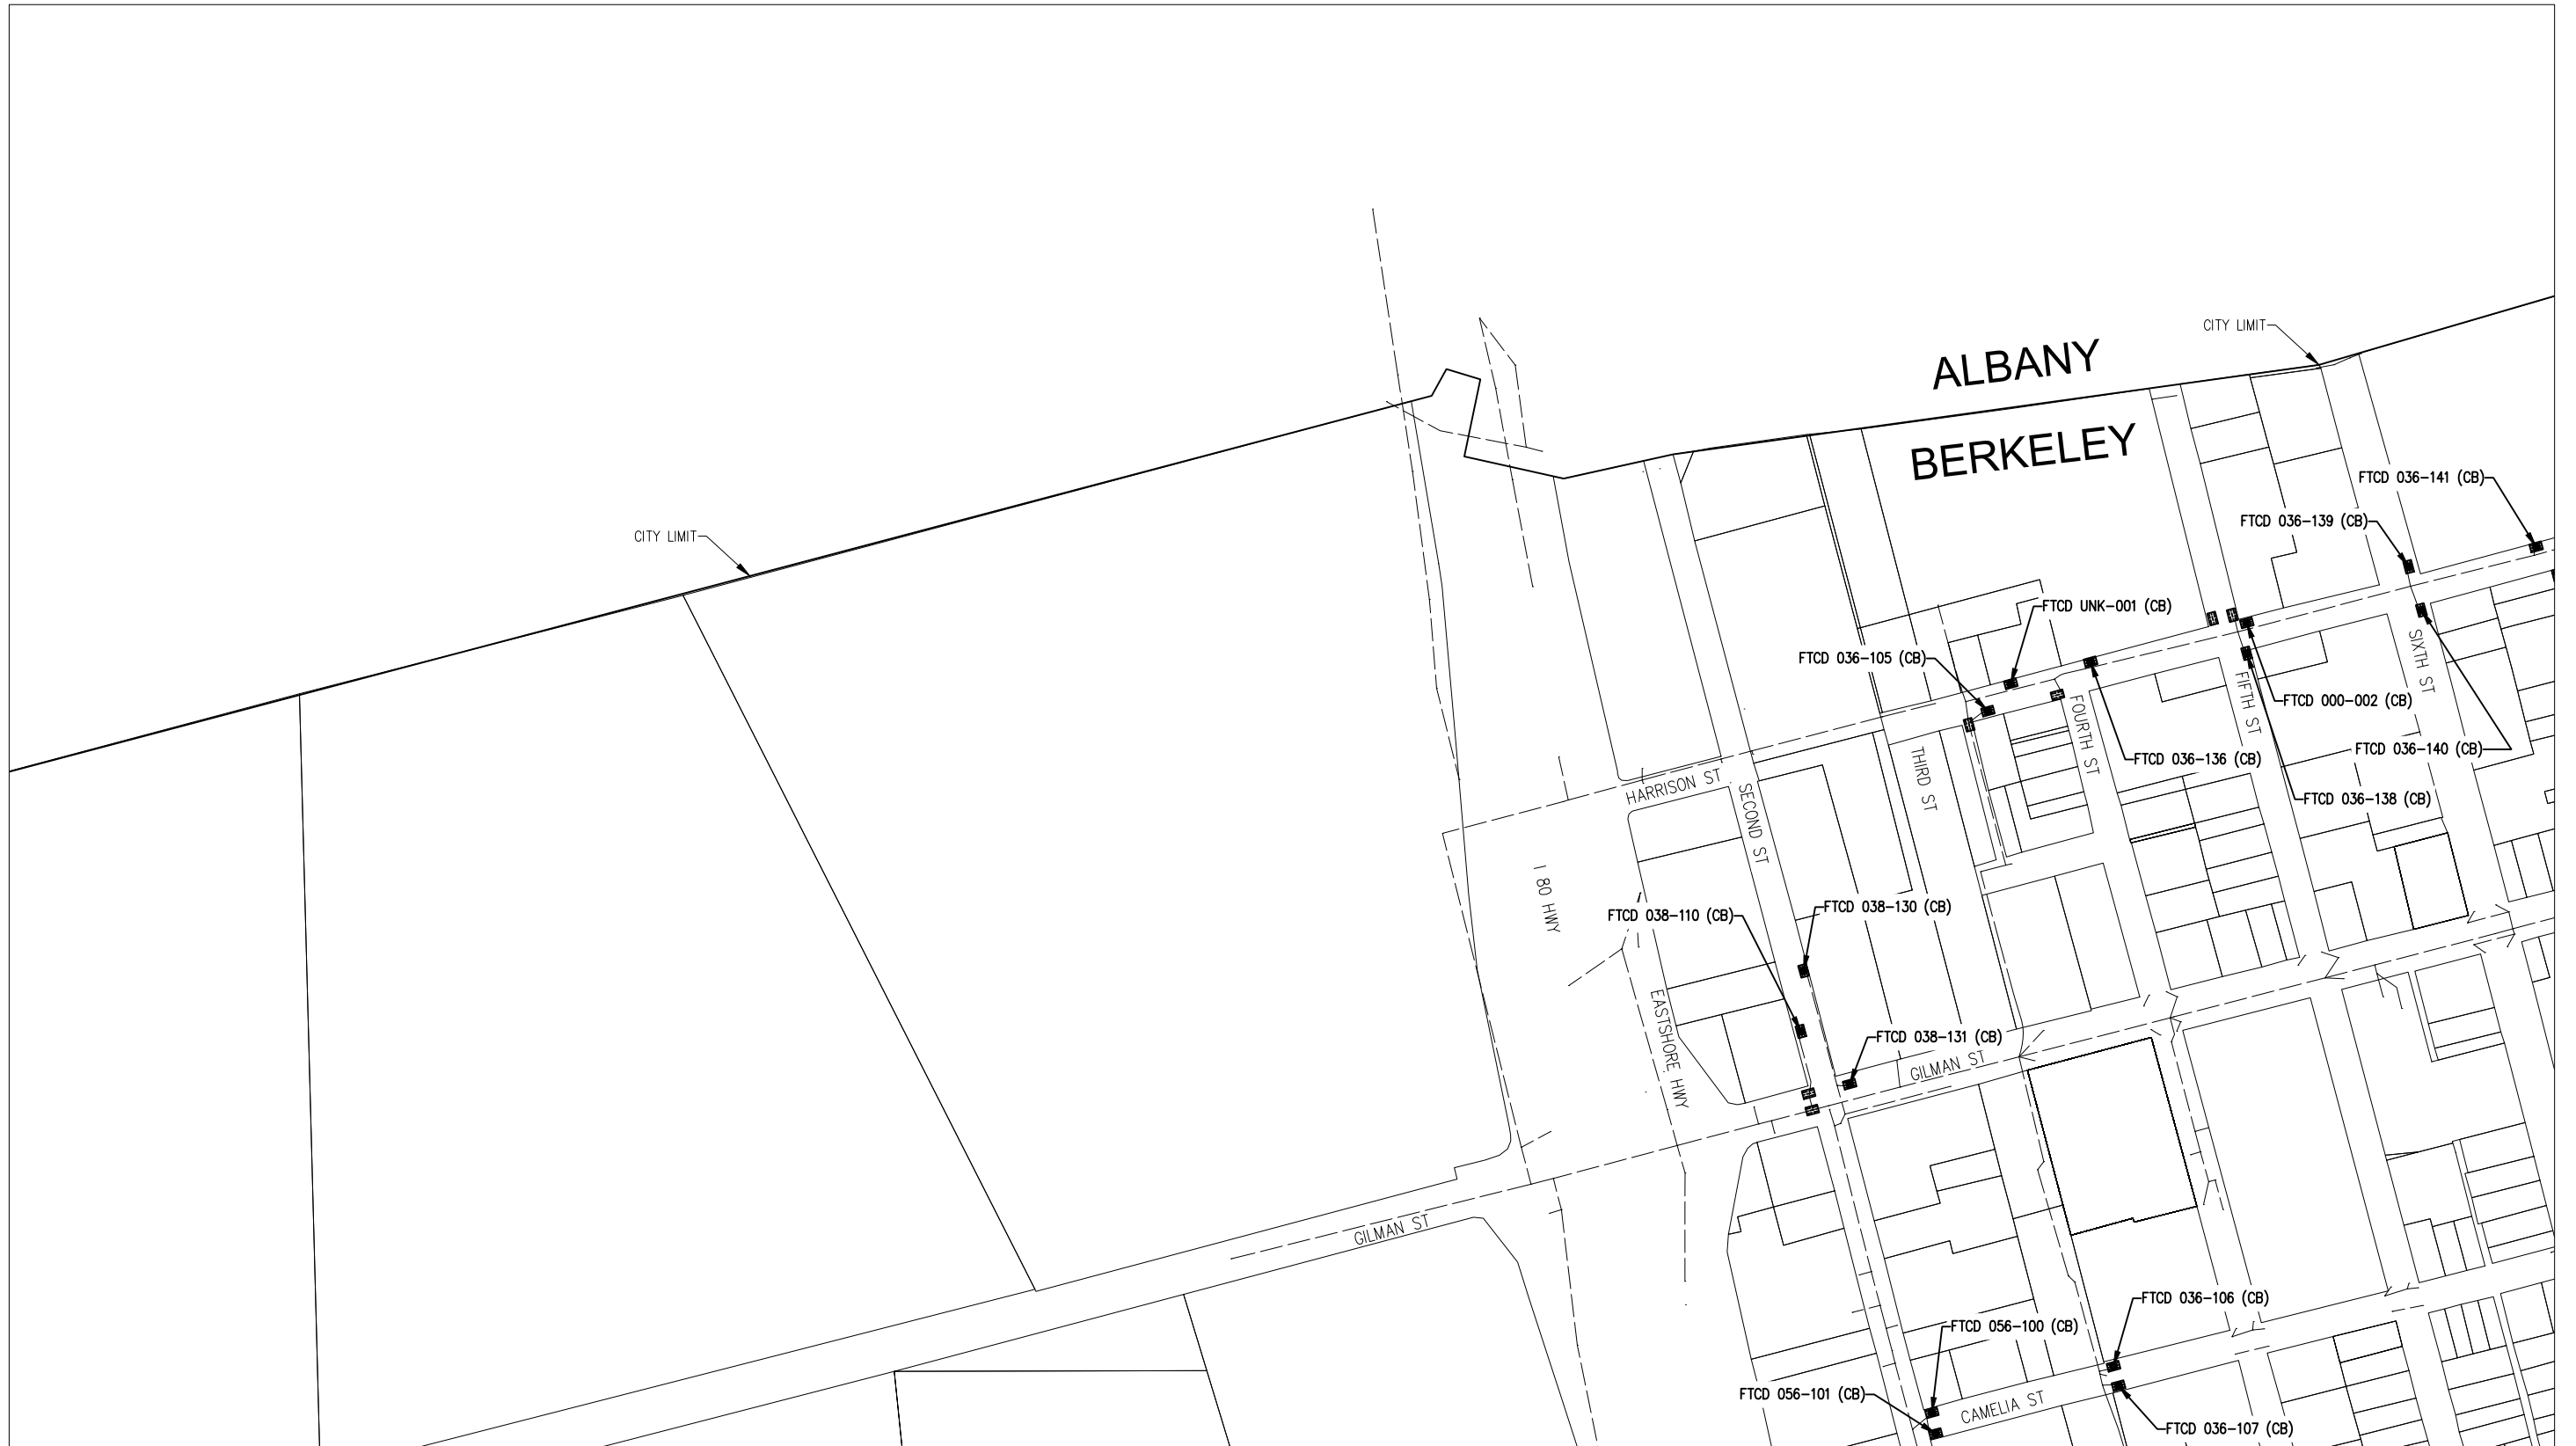 CITY LIMIT
ALBANY
BERKELEY
FTCD 036-141 (CB)
FTCD 036-139 (CB)
CITY LIMIT
FTCD UNK-001 (CB)
FTCD 036-105 (CB)
SIXTH ST
FIFTH ST
FTCD 000-002 (CB)
FOURTH ST
FTCD 036-140 (CB)
FTCD 036-136 (CB)
THIRD ST
HARRISON ST
FTCD 036-138 (CB)
SECOND ST
I 80 HWY
FTCD 038-130 (CB)
FTCD 038-110 (CB)
EASTSHORE HWY
FTCD 038-131 (CB)
GILMAN ST
GILMAN ST
FTCD 036-106 (CB)
FTCD 056-100 (CB)
FTCD 056-101 (CB)
CAMELIA ST
FTCD 036-107 (CB)